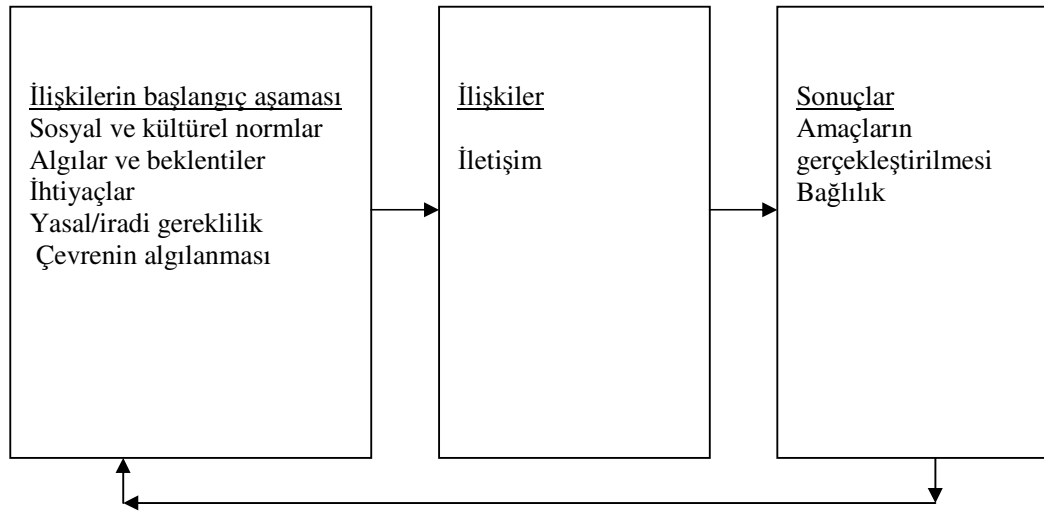 İlişkilerin başlangıç aşaması
Sosyal ve kültürel normlar
Algılar ve beklentiler
İhtiyaçlar
Yasal/iradi gereklilik
Çevrenin algılanması
İlişkiler
İletişim
Sonuçlar
Amaçların
gerçekleştirilmesi
Bağlılık